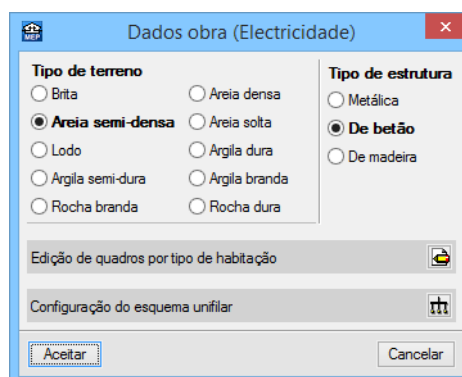 MEP
Dados obra (Electricidade)
Tipo de terreno
Brita
Areia densa
Areia semi-densa
Areia solta
Lodo
Argila dura
Argila semi-dura
Argila branda
Rocha branda
Rocha dura
Tipo de estrutura
Metálica
De betão
De madeira
Edição de quadros por tipo de habitação
Configuração do esquema unifilar
Aceitar
Cancelar